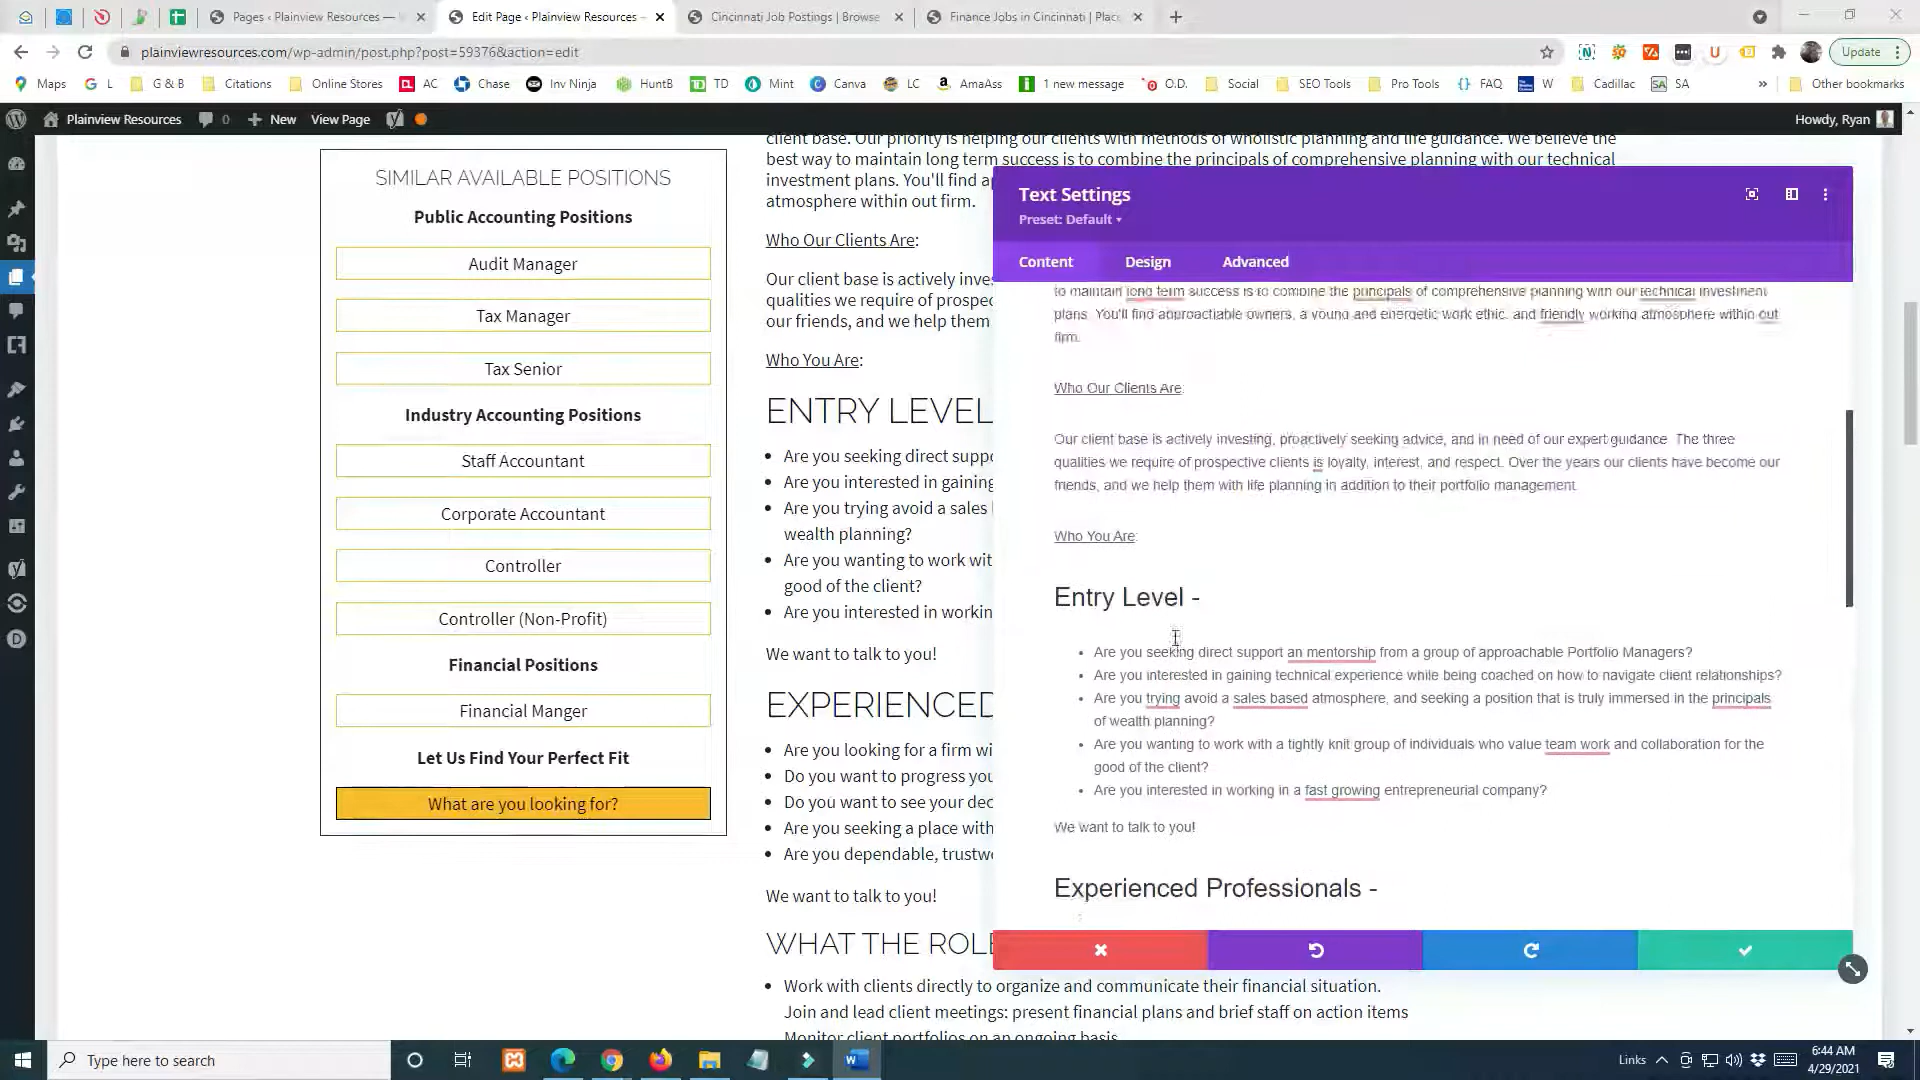 Pages ‹ Plainview Resources —
Edit Page ‹ Plainview Resources –
Cincinnati Job Postings | Browse
Finance Jobs in Cincinnati | Plac
plainviewresources.com/wp-admin/post.php?post=59376&action=edit
Update
Maps
G L
G & B
Citations
Online Stores
AC
Chase
Inv Ninja
HuntB
TD
Mint
Canva
LC
AmaAss
1 new message
O.D.
Social
SEO Tools
Pro Tools
FAQ
W
Cadillac
SA
SA
»
Other bookmarks
Plainview Resources
0
New
View Page
Howdy, Ryan
SIMILAR AVAILABLE POSITIONS
Public Accounting Positions
Audit Manager
Tax Manager
Tax Senior
Industry Accounting Positions
Staff Accountant
Corporate Accountant
Controller
Controller (Non-Profit)
Financial Positions
Financial Manger
Let Us Find Your Perfect Fit
What are you looking for?
client base. Our priority is helping our clients with methods of wholistic planning and life guidance. We believe the
best way to maintain long term success is to combine the principals of comprehensive planning with our technical
investment plans. You'll find ap
atmosphere within out firm.
Who Our Clients Are:
Our client base is actively inves
qualities we require of prospec
our friends, and we help them
Who You Are:
ENTRY LEVEL
Are you seeking direct suppo
Are you interested in gaining
Are you trying avoid a sales
wealth planning?
Are you wanting to work wit
good of the client?
Are you interested in workin
We want to talk to you!
EXPERIENCED
Are you looking for a firm wi
Do you want to progress you
Do you want to see your dec
Are you seeking a place with
Are you dependable, trustwo
We want to talk to you!
WHAT THE ROLE
Work with clients directly to organize and communicate their financial situation.
Join and lead client meetings: present financial plans and brief staff on action items
Monitor client portfolios on an ongoing basis
Text Settings
Preset: Default
Content
Design
Advanced
to maintain long term success is to combine the principals of comprehensive planning with our technical investment
plans. You'll find approachable owners, a young and energetic work ethic, and friendly working atmosphere within out
firm.
Who Our Clients Are:
Our client base is actively investing, proactively seeking advice, and in need of our expert guidance. The three
qualities we require of prospective clients is loyalty, interest, and respect. Over the years our clients have become our
friends, and we help them with life planning in addition to their portfolio management.
Who You Are:
Entry Level -
Are you seeking direct support an mentorship from a group of approachable Portfolio Managers?
Are you interested in gaining technical experience while being coached on how to navigate client relationships?
Are you trying avoid a sales based atmosphere, and seeking a position that is truly immersed in the principals
of wealth planning?
Are you wanting to work with a tightly knit group of individuals who value team work and collaboration for the
good of the client?
Are you interested in working in a fast growing entrepreneurial company?
We want to talk to you!
Experienced Professionals -
Type here to search
Links
6:44 AM
4/29/2021